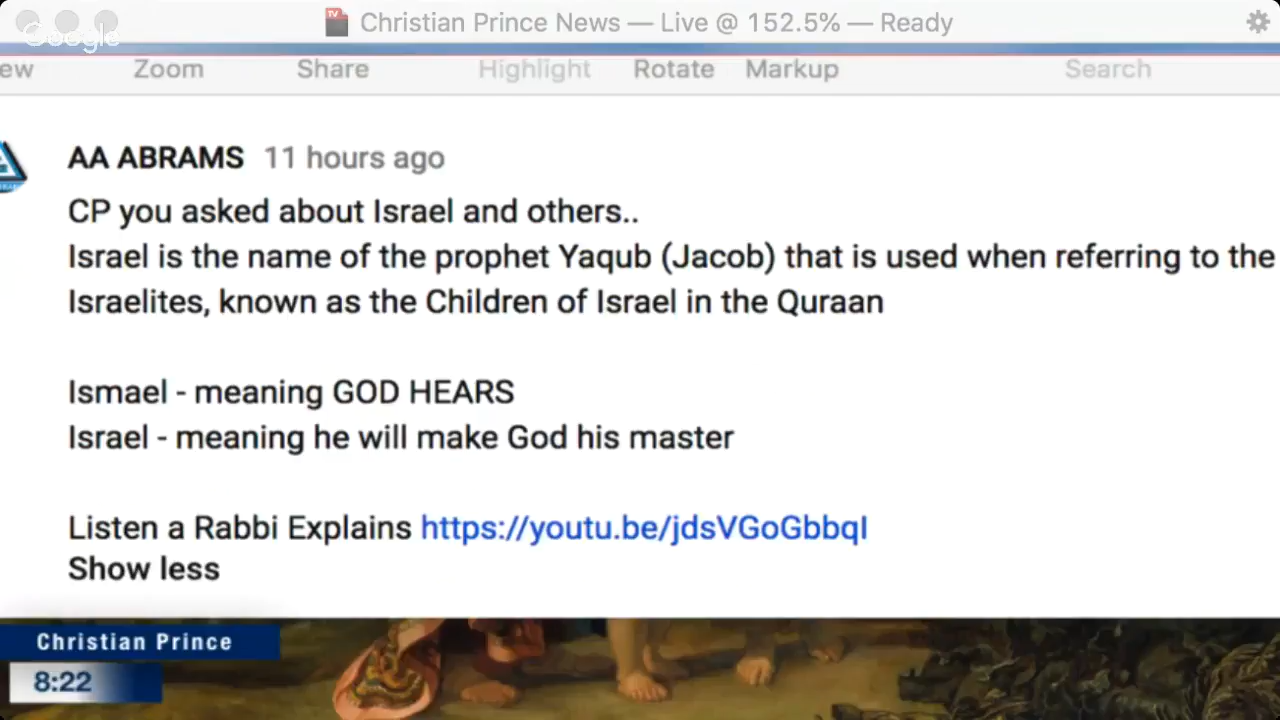 Christian Prince News — Live @ 152.5% — Ready
Google
ew Zoom Share Highlight Rotate Markup Search
AA ABRAMS 11 hours ago
CP you asked about Israel and others..
Israel is the name of the prophet Yaqub (Jacob) that is used when referring to the
Israelites, known as the Children of Israel in the Quraan
Ismael - meaning GOD HEARS
Israel - meaning he will make God his master
Listen a Rabbi Explains https://youtu.be/jdsVGoGbbqI
Show less
Christian Prince
8:22